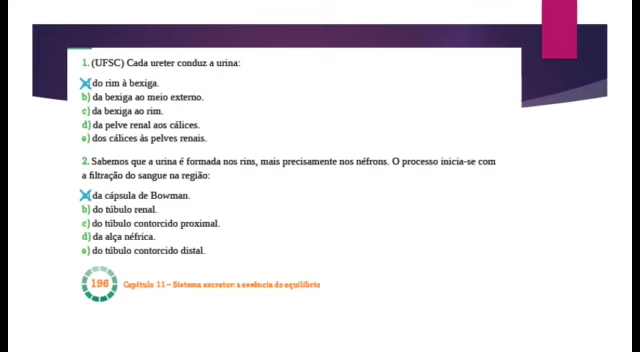 1. (UFSC) Cada ureter conduz a urina:
a) do rim à bexiga.
b) da bexiga ao meio externo.
c) da bexiga ao rim.
d) da pelve renal aos cálices.
e) dos cálices às pelves renais.
2. Sabemos que a urina é formada nos rins, mais precisamente nos néfrons. O processo inicia-se com
a filtração do sangue na região:
a) da cápsula de Bowman.
b) do túbulo renal.
c) do túbulo contorcido proximal.
d) da alça néfrica.
e) do túbulo contorcido distal.
196 Capítulo 11 – Sistema excretor: a essência do equilíbrio